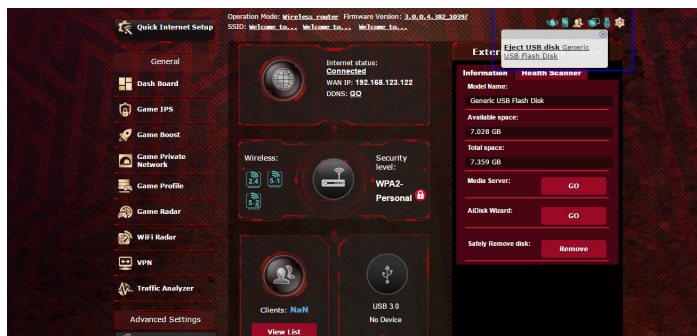 Quick Internet Setup
Operation Mode: Wireless router Firmware Version: 3.0.0.4.382_10397
SSID: Welcome to... Welcome to... Welcome to...
General
Dash Board
Game IPS
Game Boost
Game Private
Network
Game Profile
Game Radar
WiFi Radar
VPN
Traffic Analyzer
Advanced Settings
Internet status:
Connected
WAN IP: 192.168.123.122
DDNS: GO
Wireless:
2.4
5-1
5-2
Security
level:
WPA2-
Personal
Clients: NaN
View List
USB 3.0
No Device
Eject USB disk Generic
USB Flash Disk
Information
Health Scanner
Model Name:
Generic USB Flash Disk
Available space:
7.028 GB
Total space:
7.359 GB
Media Server:
GO
AiDisk Wizard:
GO
Safely Remove
disk:
Remove